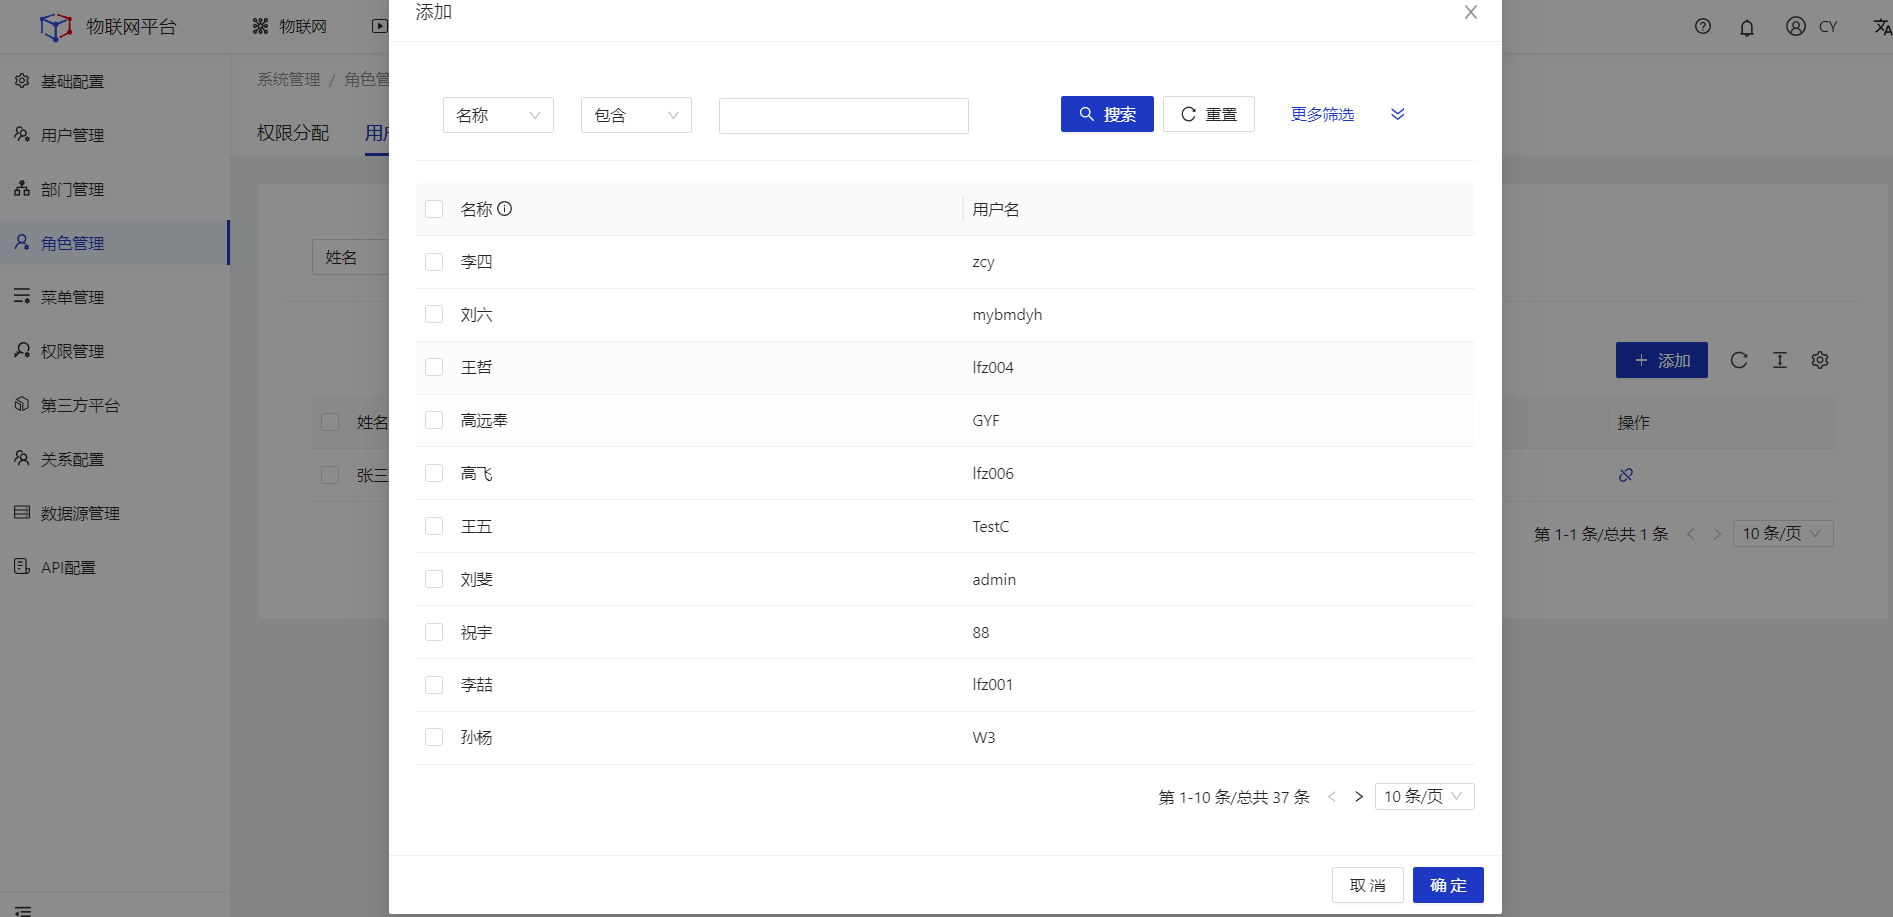 添加
物联网平台
物联网
CY
基础配置
用户管理
部门管理
角色管理
菜单管理
权限管理
第三方平台
关系配置
数据源管理
API配置
系统管理 / 角色管
权限分配
用户
姓名
姓名
张三
名称
包含
搜索
重置
更多筛选
名称 用户名
李四 zcy
刘六 mybmdyh
王哲 lfz004
高远奉 GYF
高飞 lfz006
王五 TestC
刘斐 admin
祝宇 88
李喆 lfz001
孙杨 W3
第 1-10 条/总共 37 条
10 条/页
取 消
确 定
添加
操作
第 1-1 条/总共 1 条
10 条/页